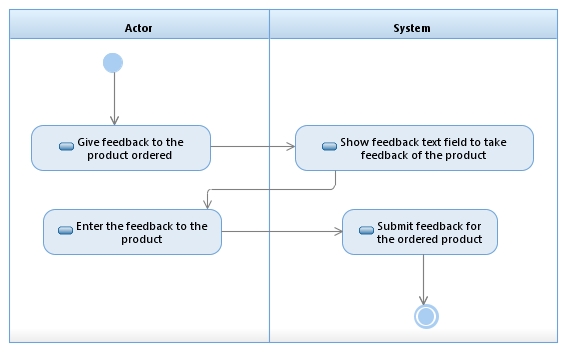 Actor
System
Give feedback to the
product ordered
Show feedback text field to take
feedback of the product
Enter the feedback to the
product
Submit feedback for
the ordered product